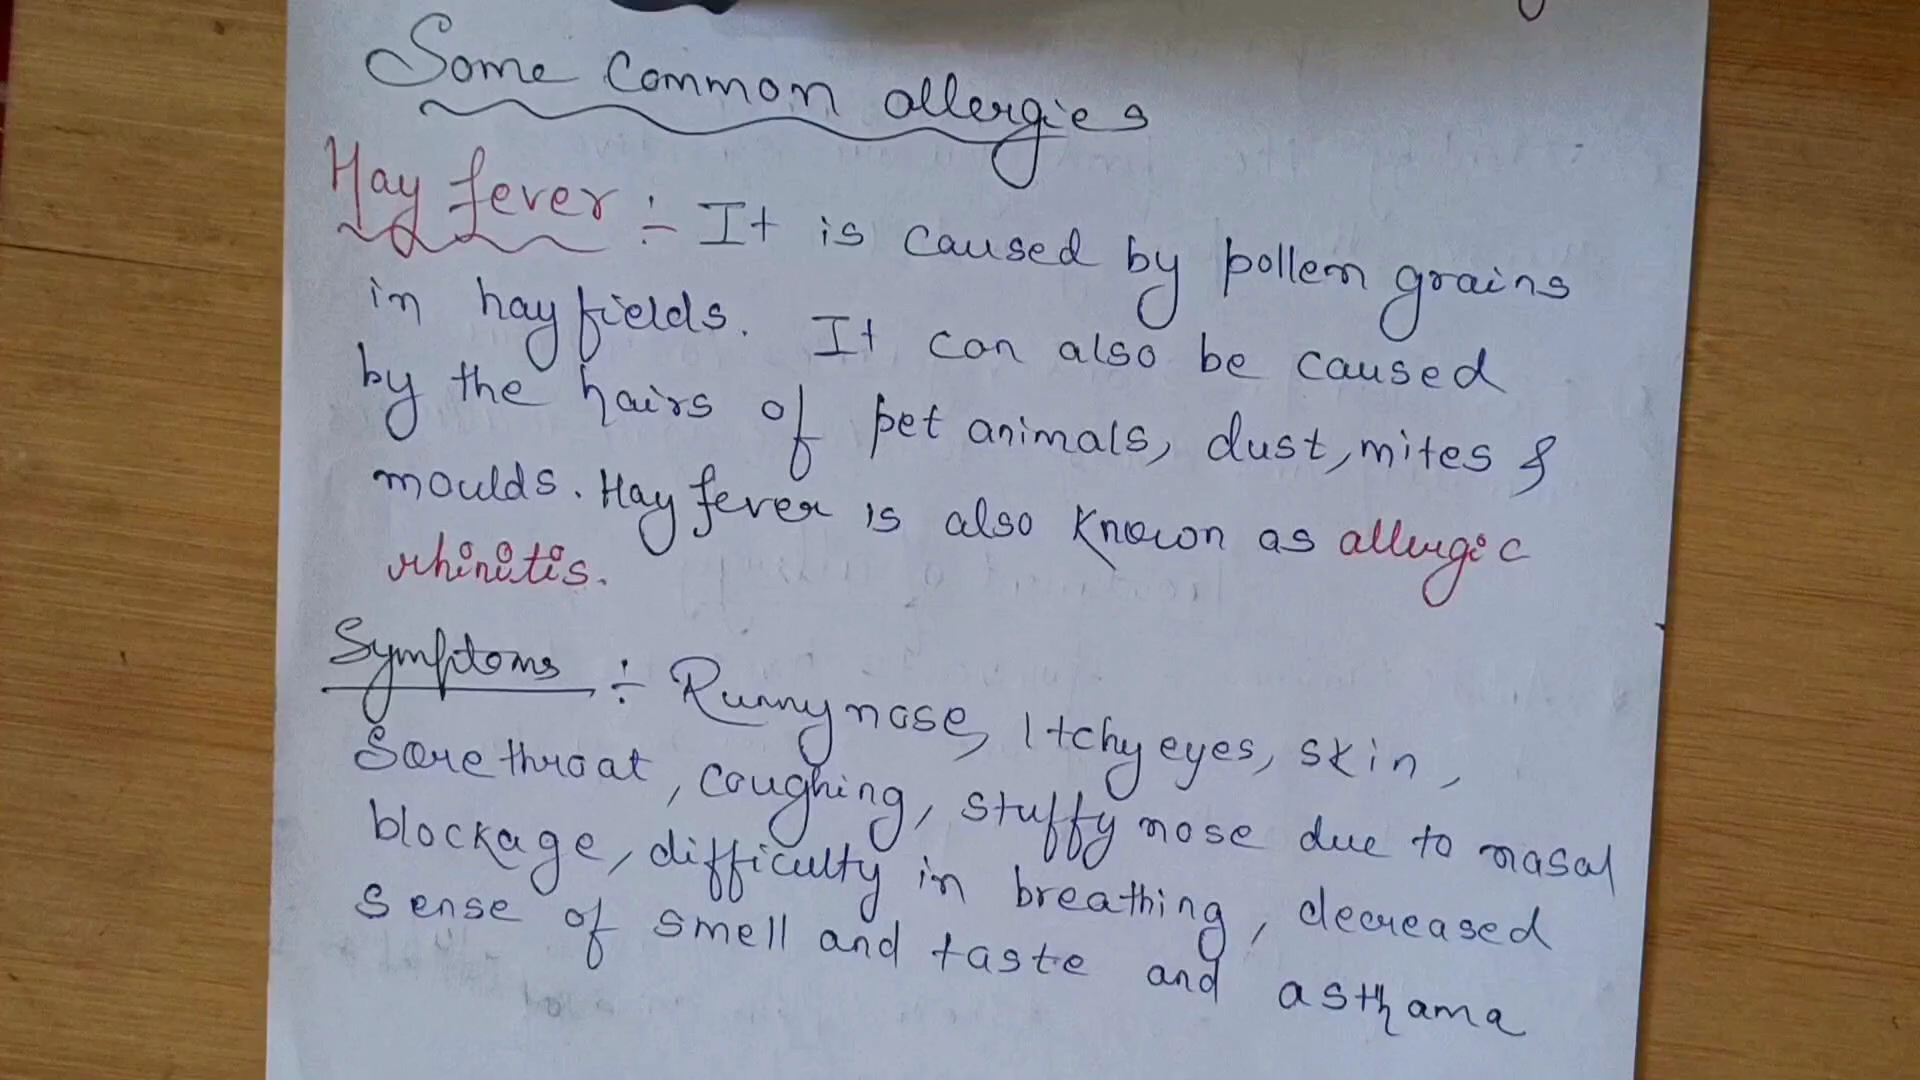 Some Common allergies
Hay fever :- It is caused by pollen grains
in hay fields. It can also be caused
by the hairs of pet animals, dust, mites &
moulds. Hay fever is also known as allergic
rhinitis.
Symptoms :- Runny nose, Itchy eyes, skin,
Sore throat, coughing, stuffy nose due to nasal
blockage, difficulty in breathing, decreased
sense of smell and taste and asthama